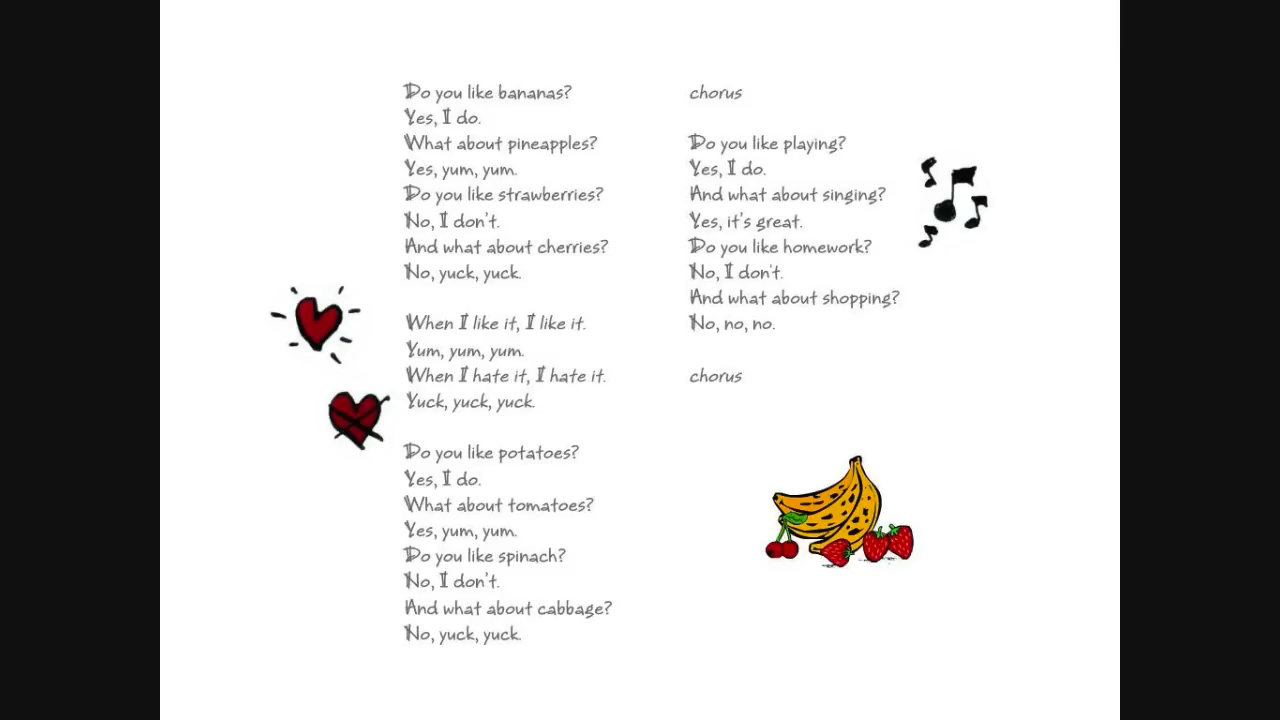 Do you like bananas?
Yes, I do.
What about pineapples?
Yes, yum, yum.
Do you like strawberries?
No, I don't.
And what about cherries?
No, yuck, yuck.
When I like it, I like it.
Yum, yum, yum.
When I hate it, I hate it.
Yuck, yuck, yuck.
Do you like potatoes?
Yes, I do.
What about tomatoes?
Yes, yum, yum.
Do you like spinach?
No, I don't.
And what about cabbage?
No, yuck, yuck.
chorus
Do you like playing?
Yes, I do.
And what about singing?
Yes, it's great.
Do you like homework?
No, I don't.
And what about shopping?
No, no, no.
chorus